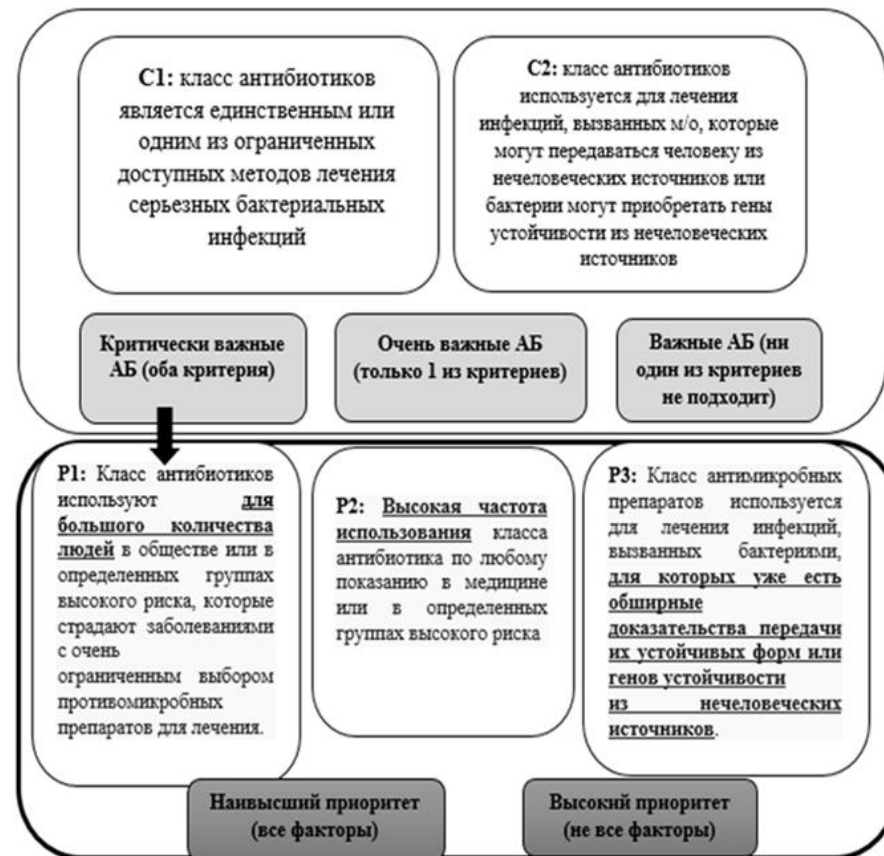 С1: класс антибиотиков
является единственным или
одним из ограниченных
доступных методов лечения
серьезных бактериальных
инфекций
С2: класс антибиотиков
используется для лечения
инфекций, вызванных м/о, которые
могут передаваться человеку из
нечеловеческих источников или
бактерии могут приобретать гены
устойчивости из нечеловеческих
источников
Критически важные
АБ (оба критерия)
Очень важные АБ
(только 1 из критериев)
Важные АБ (ни
один из критериев
не подходит)
P1: Класс антибиотиков
используют для
большого количества
людей в обществе или в
определенных группах
высокого риска, которые
страдают заболеваниями
с очень
ограниченным выбором
противомикробных
препаратов для лечения.
P2: Высокая частота
использования класса
антибиотика по любому
показанию в медицине
или в определенных
группах высокого риска
P3: Класс антимикробных
препаратов используется
для лечения инфекций,
вызванных бактериями,
для которых уже есть
обширные
доказательства передачи
их устойчивых форм или
генов устойчивости
из нечеловеческих
источников.
Наивысший приоритет
(все факторы)
Высокий приоритет
(не все факторы)